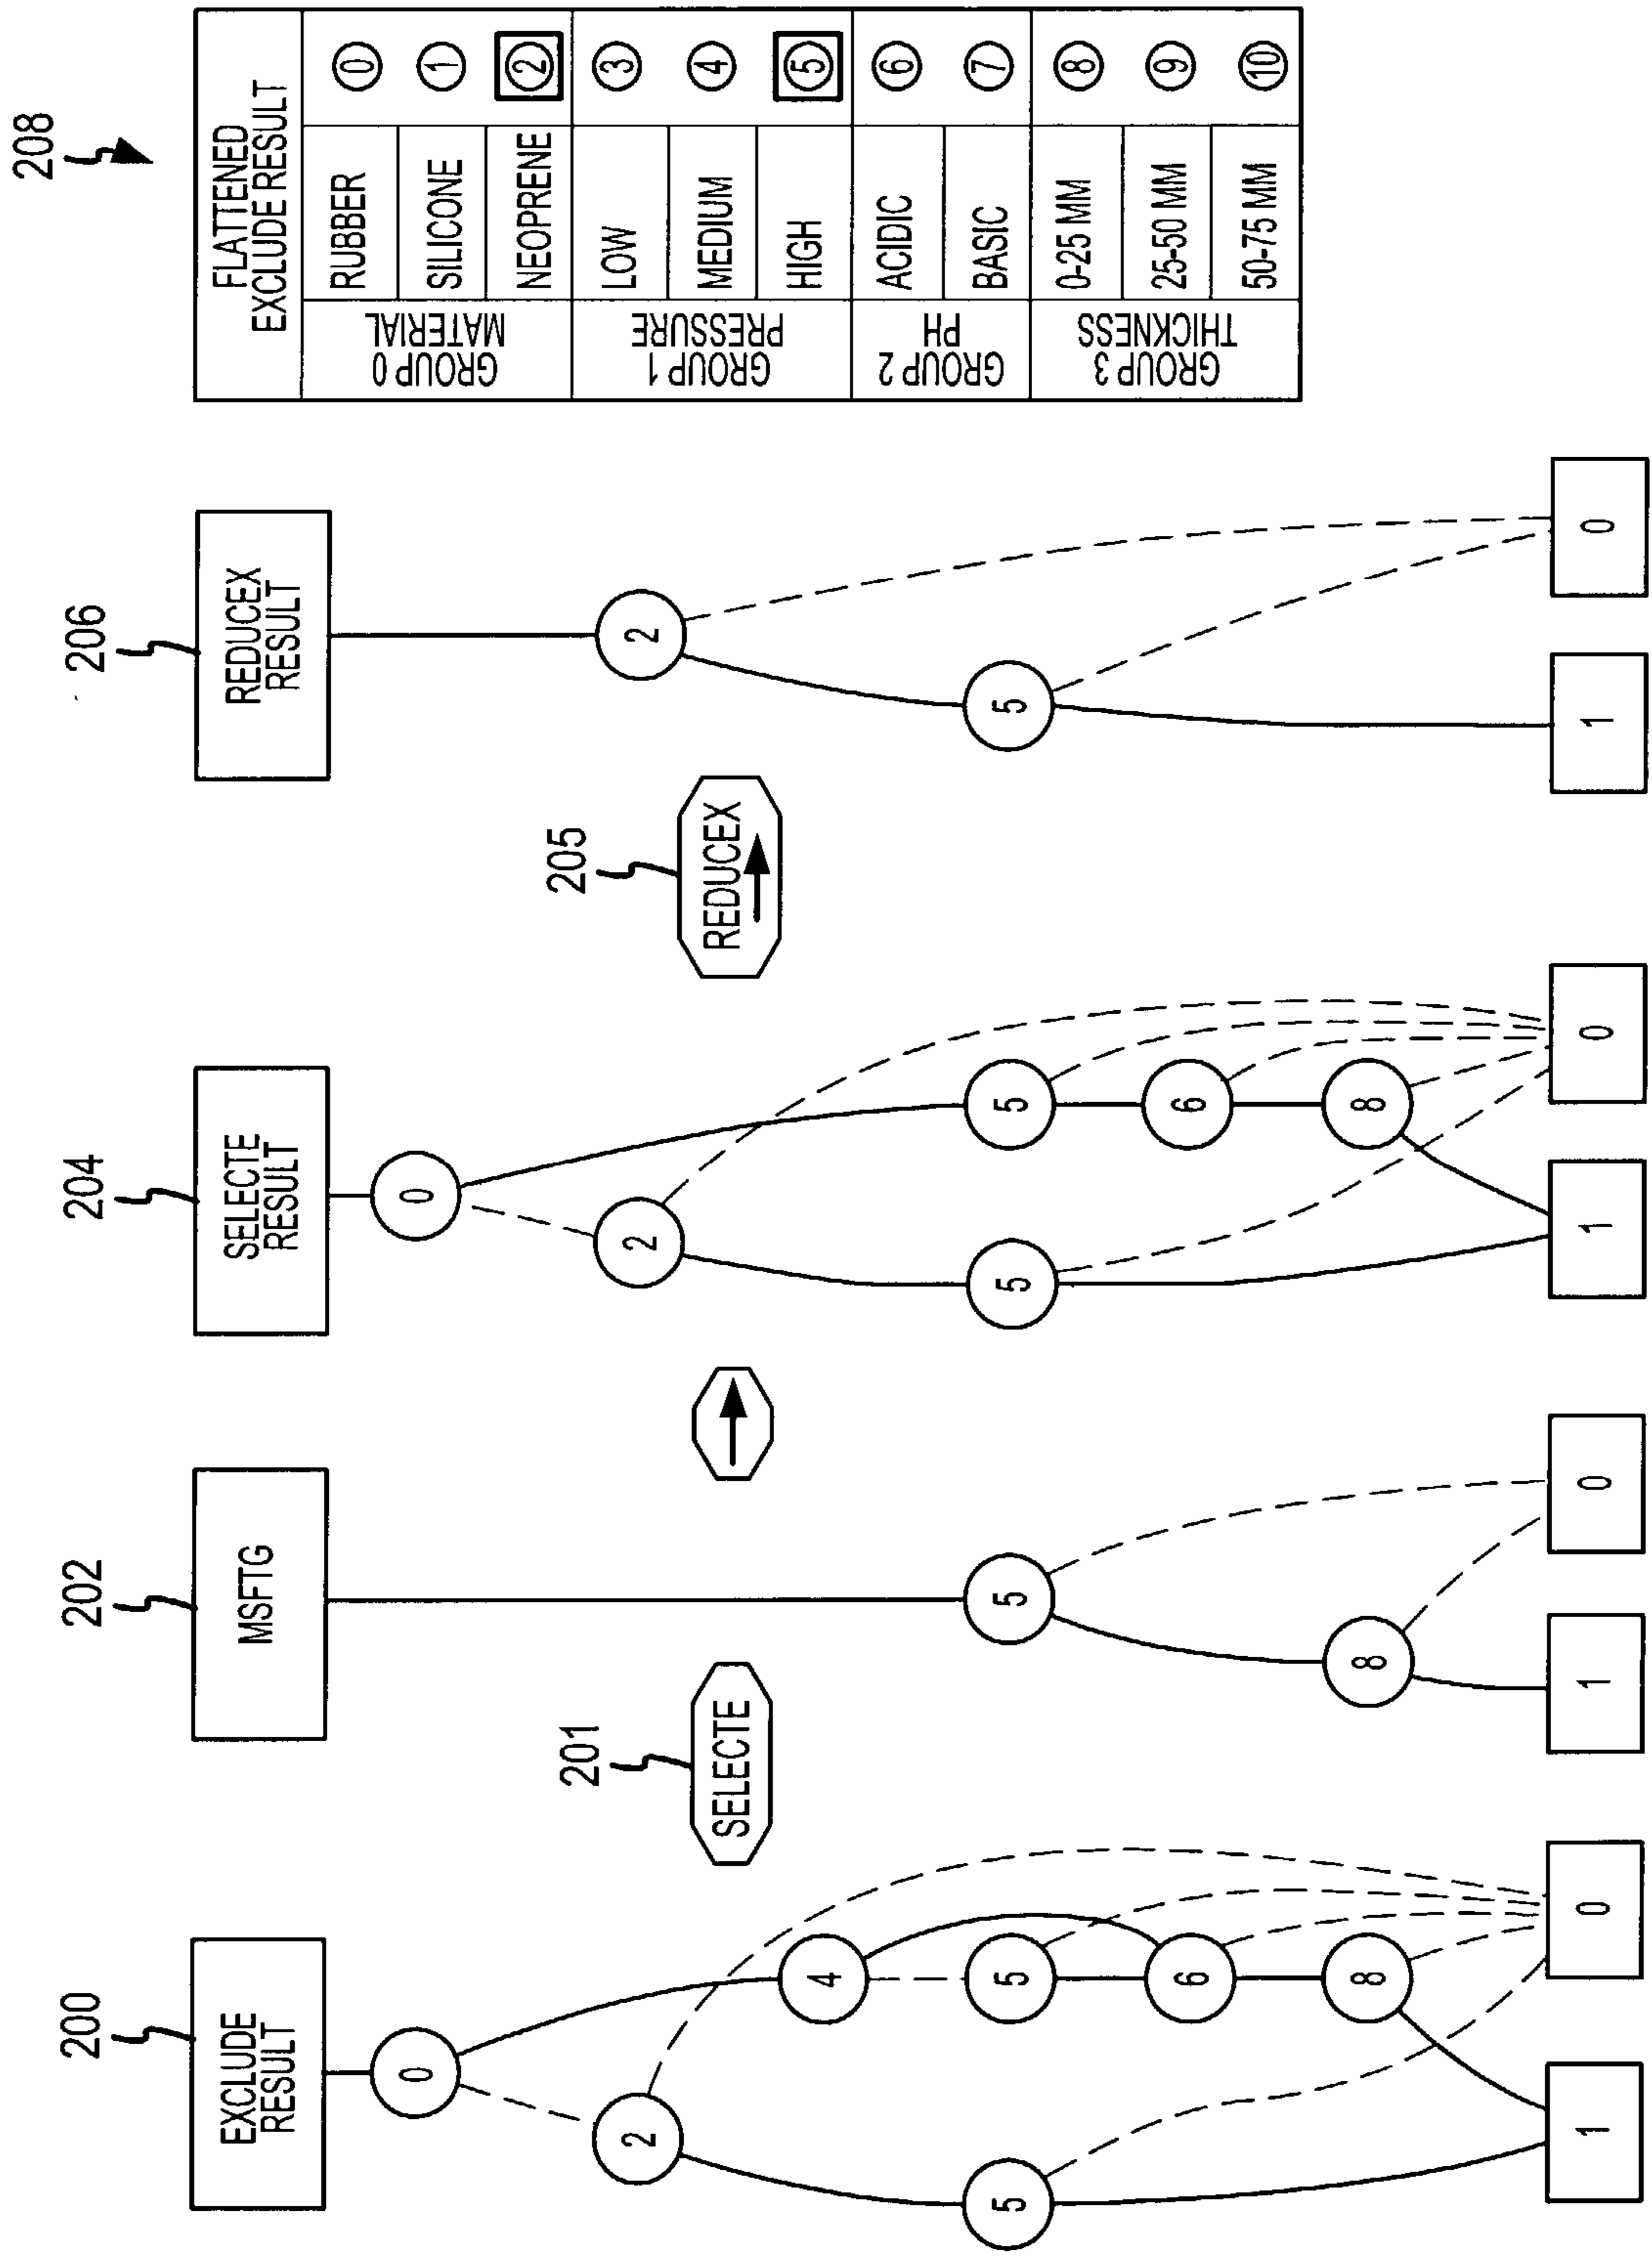 200
EXCLUDE
RESULT
0
2
4
5
5
6
8
1
0
201
SELECTE
202
MSFTG
5
8
1
0
204
SELECTE
RESULT
0
2
5
5
6
8
1
0
205
REDUCEX
206
REDUCEX
RESULT
2
5
1
0
208
FLATTENED
EXCLUDE RESULT
GROUP 0
MATERIAL
RUBBER 0
SILICONE 1
NEOPRENE 2
GROUP 1
PRESSURE
LOW 3
MEDIUM 4
HIGH 5
GROUP 2
PH
ACIDIC 6
BASIC 7
GROUP 3
THICKNESS
0-25 MM 8
25-50 MM 9
50-75 MM 10